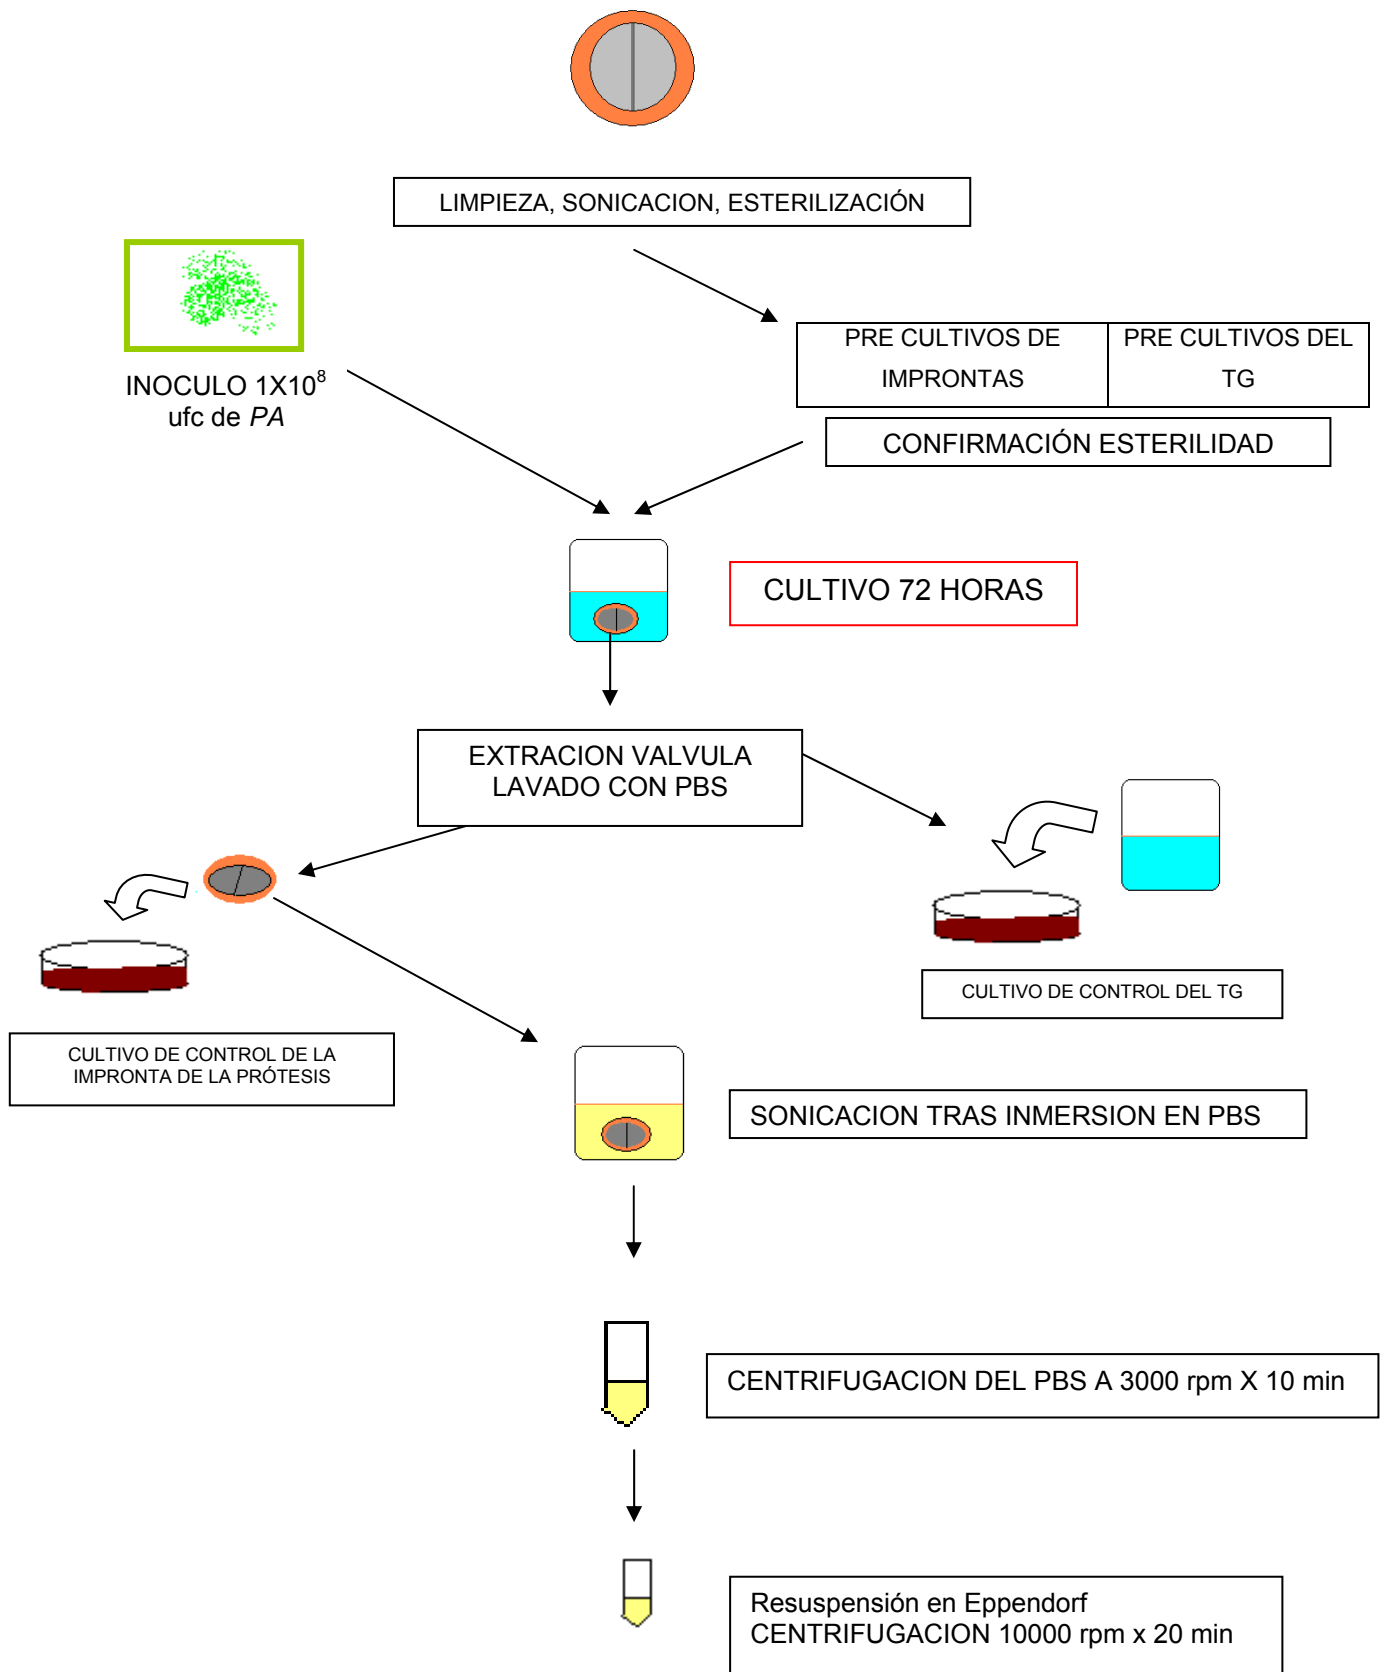 LIMPIEZA, SONICACION, ESTERILIZACIÓN
PRE CULTIVOS DE
IMPRONTAS
PRE CULTIVOS DEL
TG
INOCULO 1X10⁸
ufc de PA
CONFIRMACIÓN ESTERILIDAD
CULTIVO 72 HORAS
EXTRACION VALVULA
LAVADO CON PBS
CULTIVO DE CONTROL DEL TG
CULTIVO DE CONTROL DE LA
IMPRONTA DE LA PRÓTESIS
SONICACION TRAS INMERSION EN PBS
CENTRIFUGACION DEL PBS A 3000 rpm X 10 min
Resuspensión en Eppendorf
CENTRIFUGACION 10000 rpm x 20 min